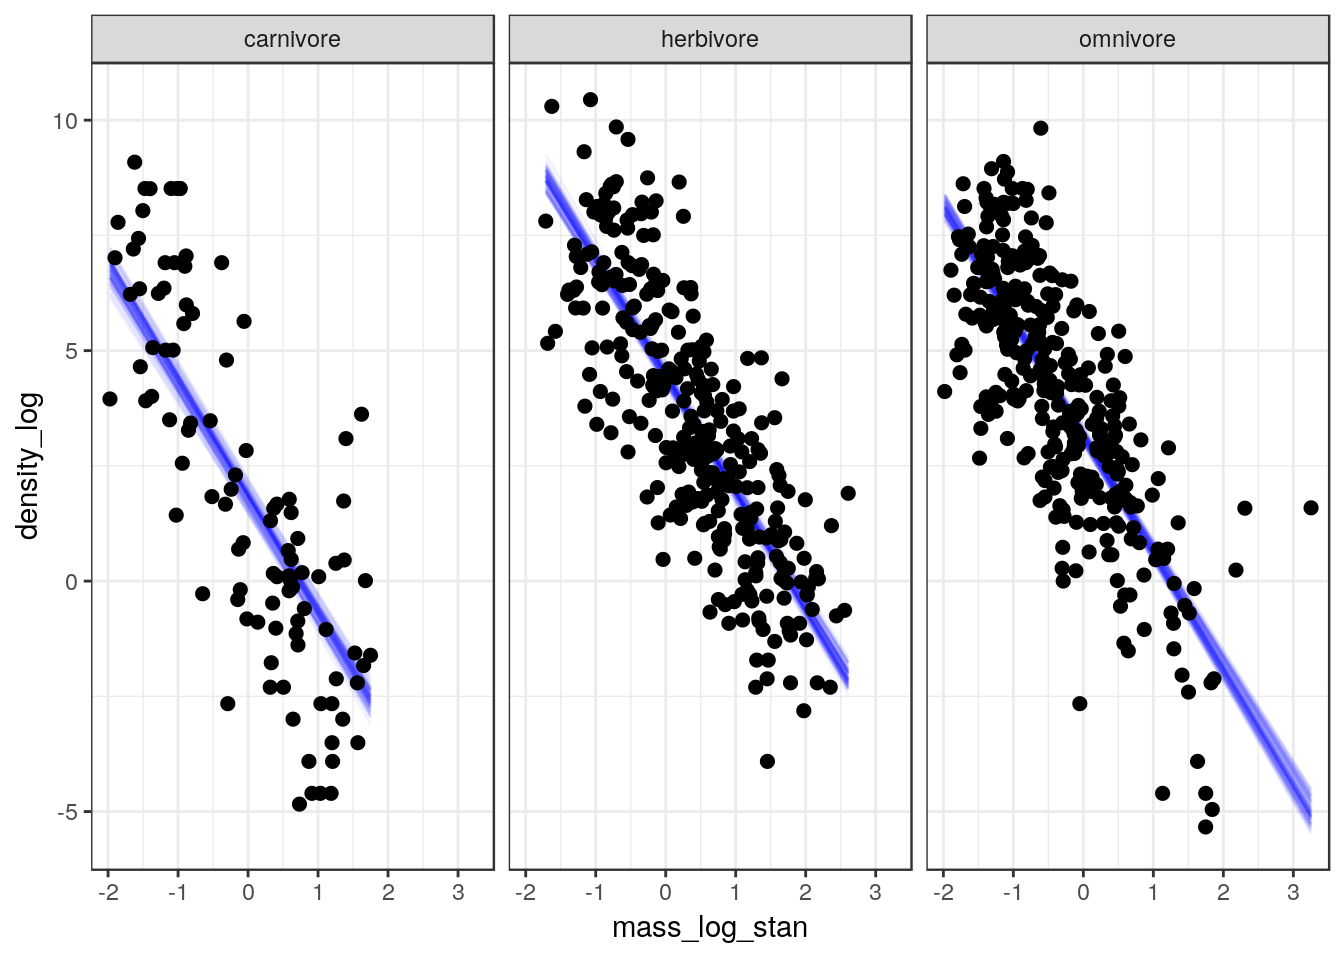 carnivore herbivore omnivore
10
5
0
-5
density_log
-2 -1 0 1 2 3 -2 -1 0 1 2 3 -2 -1 0 1 2 3
mass_log_stan